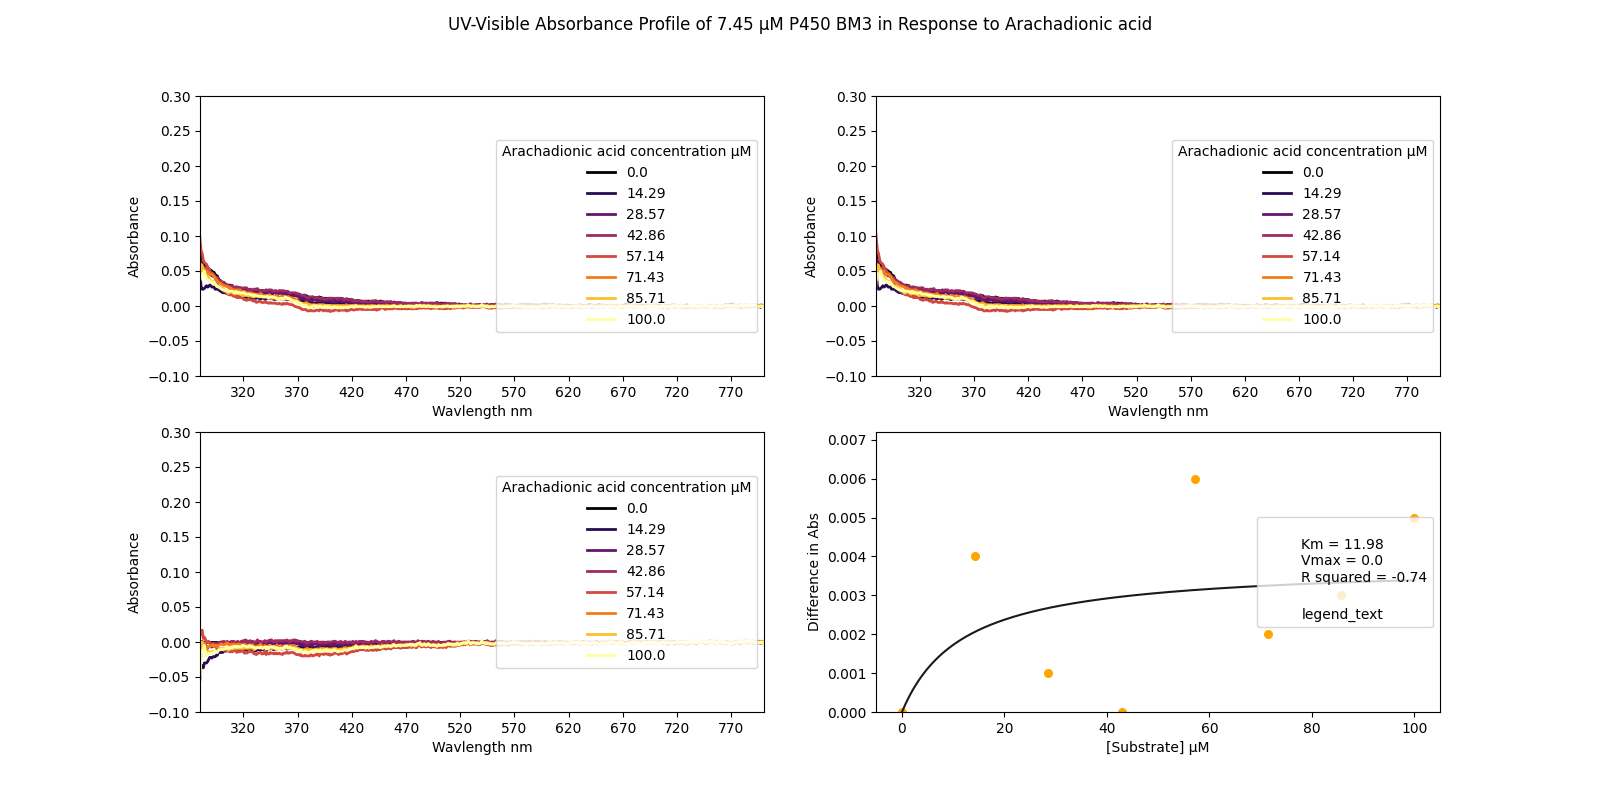 UV-Visible Absorbance Profile of 7.45 µM P450 BM3 in Response to Arachadionic acid
0.30
0.25
0.20
0.15
0.10
0.05
0.00
−0.05
−0.10
Absorbance
Arachadionic acid concentration µM
0.0
14.29
28.57
42.86
57.14
71.43
85.71
100.0
320 370 420 470 520 570 620 670 720 770
Wavlength nm
0.30
0.25
0.20
0.15
0.10
0.05
0.00
−0.05
−0.10
Absorbance
Arachadionic acid concentration µM
0.0
14.29
28.57
42.86
57.14
71.43
85.71
100.0
320 370 420 470 520 570 620 670 720 770
Wavlength nm
0.30
0.25
0.20
0.15
0.10
0.05
0.00
−0.05
−0.10
Absorbance
Arachadionic acid concentration µM
0.0
14.29
28.57
42.86
57.14
71.43
85.71
100.0
320 370 420 470 520 570 620 670 720 770
Wavlength nm
0.007
0.006
0.005
0.004
0.003
0.002
0.001
0.000
Difference in Abs
Km = 11.98
Vmax = 0.0
R squared = -0.74
legend_text
0 20 40 60 80 100
[Substrate] µM